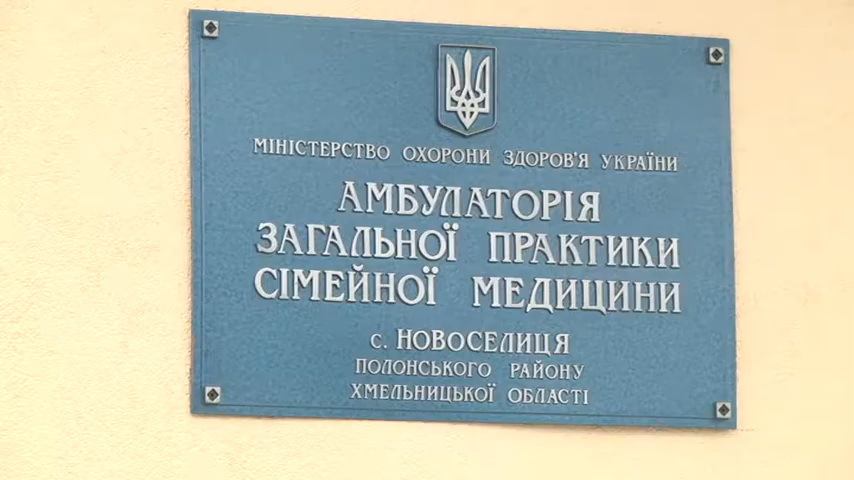 МІНІСТЕРСТВО ОХОРОНИ ЗДОРОВ'Я УКРАЇНИ
АМБУЛАТОРІЯ
ЗАГАЛЬНОЇ ПРАКТИКИ
СІМЕЙНОЇ МЕДИЦИНИ
с. НОВОСЕЛИЦЯ
ПОЛОНСЬКОГО РАЙОНУ
ХМЕЛЬНИЦЬКОЇ ОБЛАСТІ